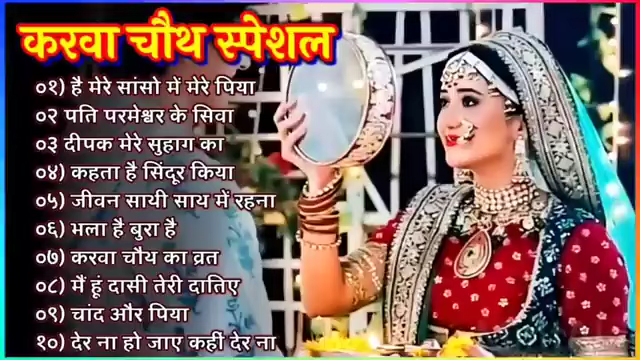 करवा चौथ स्पेशल
०१) है मेरे सांसो में मेरे पिया
०२ पति परमेश्वर के सिवा
०३ दीपक मेरे सुहाग का
०४) कहता है सिंदूर किया
०५) जीवन साथी साथ में रहना
०६) भला है बुरा है
०७) करवा चौथ का व्रत
०८) मैं हूं दासी तेरी दातिए
०९) चांद और पिया
१०) देर ना हो जाए कहीं देर ना